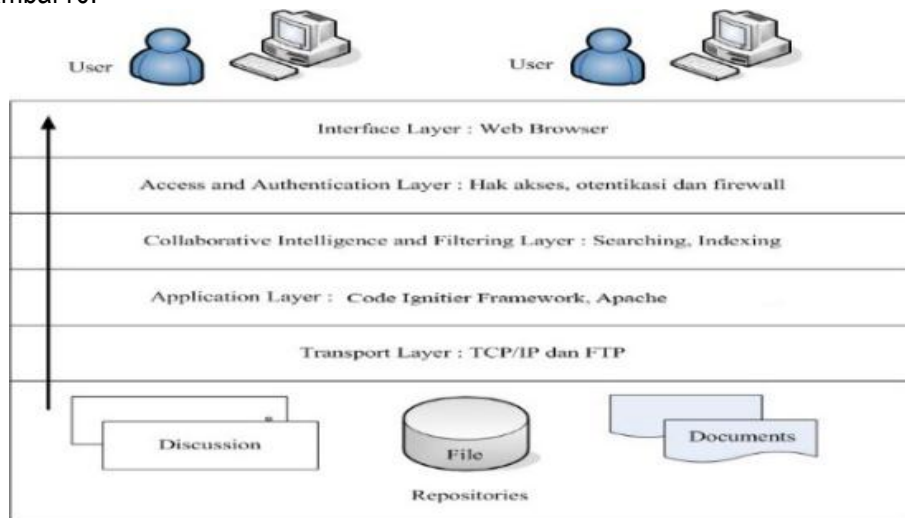 User
User
Interface Layer : Web Browser
Access and Authentication Layer : Hak akses, otentikasi dan firewall
Collaborative Intelligence and Filtering Layer : Searching, Indexing
Application Layer : Code Ignitier Framework, Apache
Transport Layer : TCP/IP dan FTP
Discussion
File
Documents
Repositories